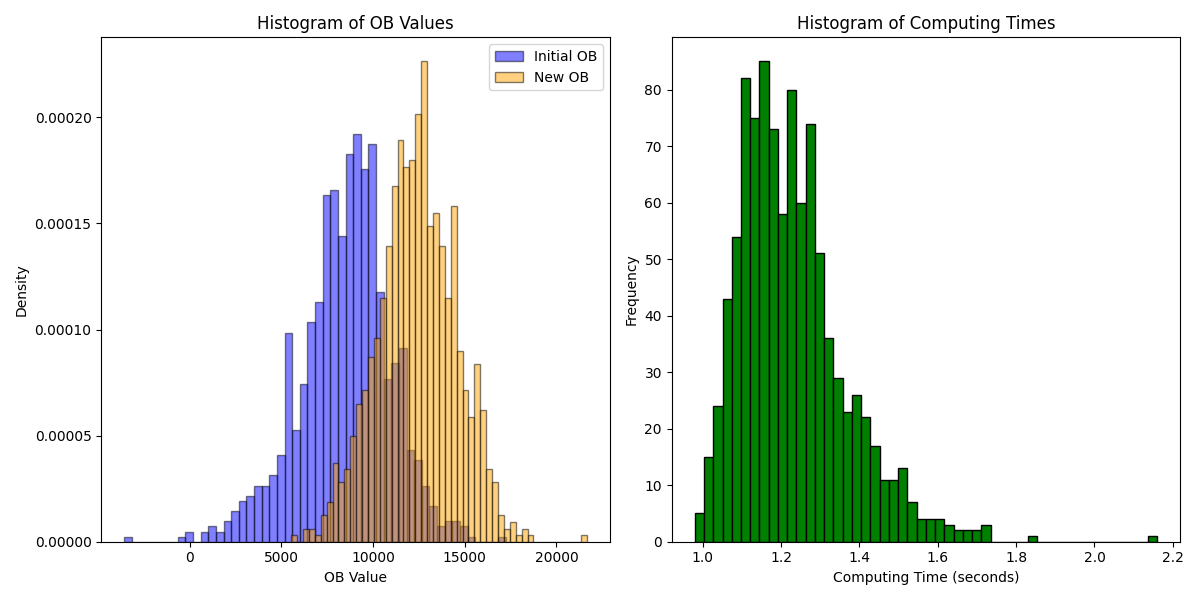 Histogram of OB Values
Initial OB
New OB
Density
0.00020
0.00015
0.00010
0.00005
0.00000
0 5000 10000 15000 20000
OB Value
Histogram of Computing Times
Frequency
80
70
60
50
40
30
20
10
0
1.0 1.2 1.4 1.6 1.8 2.0 2.2
Computing Time (seconds)